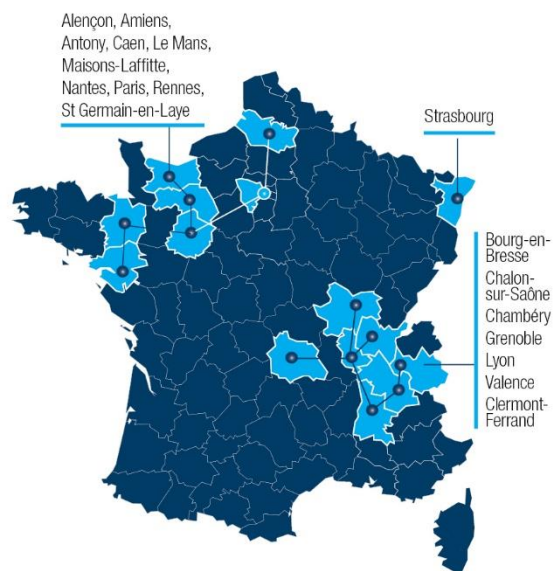 Alençon, Amiens,
Antony, Caen, Le Mans,
Maisons-Laffitte,
Nantes, Paris, Rennes,
St Germain-en-Laye
Strasbourg
Bourg-en-
Bresse
Chalon-
sur-Saône
Chambéry
Grenoble
Lyon
Valence
Clermont-
Ferrand